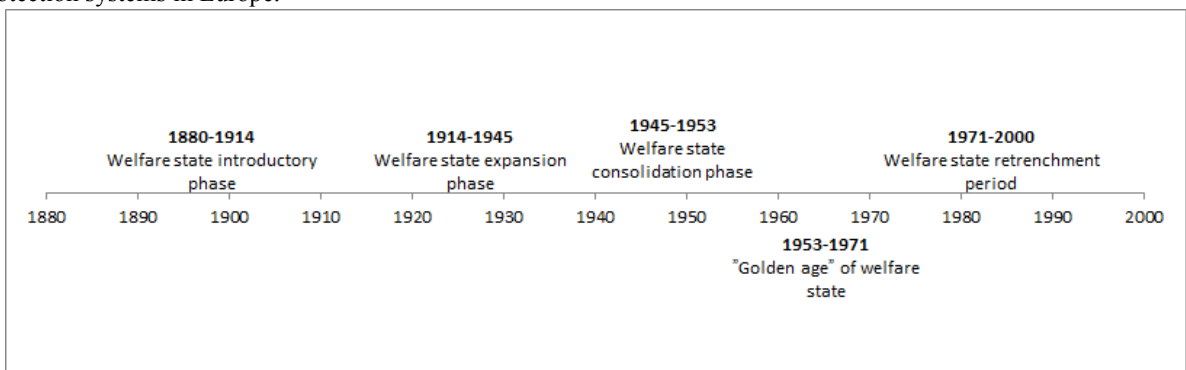 otection systems in Europe.
1880-1914
Welfare state introductory
phase
1914-1945
Welfare state expansion
phase
1945-1953
Welfare state
consolidation phase
1971-2000
Welfare state retrenchment
period
1880 1890 1900 1910 1920 1930 1940 1950 1960 1970 1980 1990 2000
1953-1971
"Golden age" of welfare
state